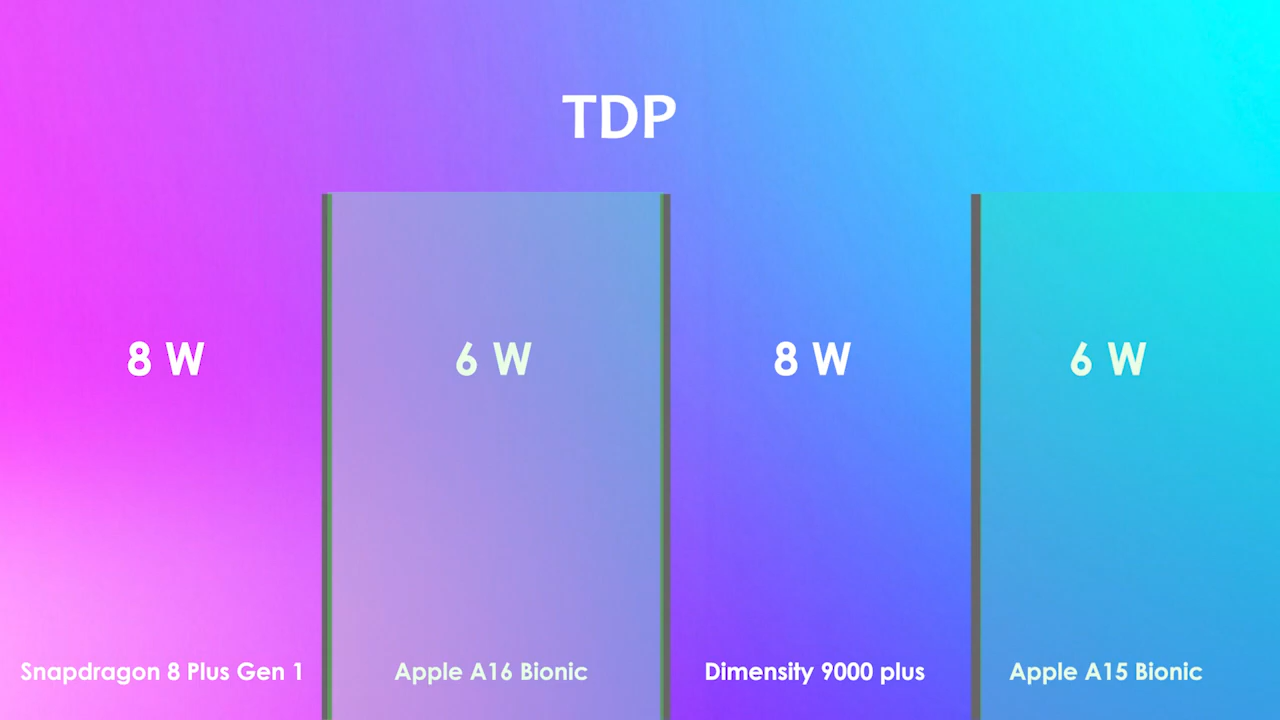 TDP
8 W
6 W
8 W
6 W
Snapdragon 8 Plus Gen 1
Apple A16 Bionic
Dimensity 9000 plus
Apple A15 Bionic